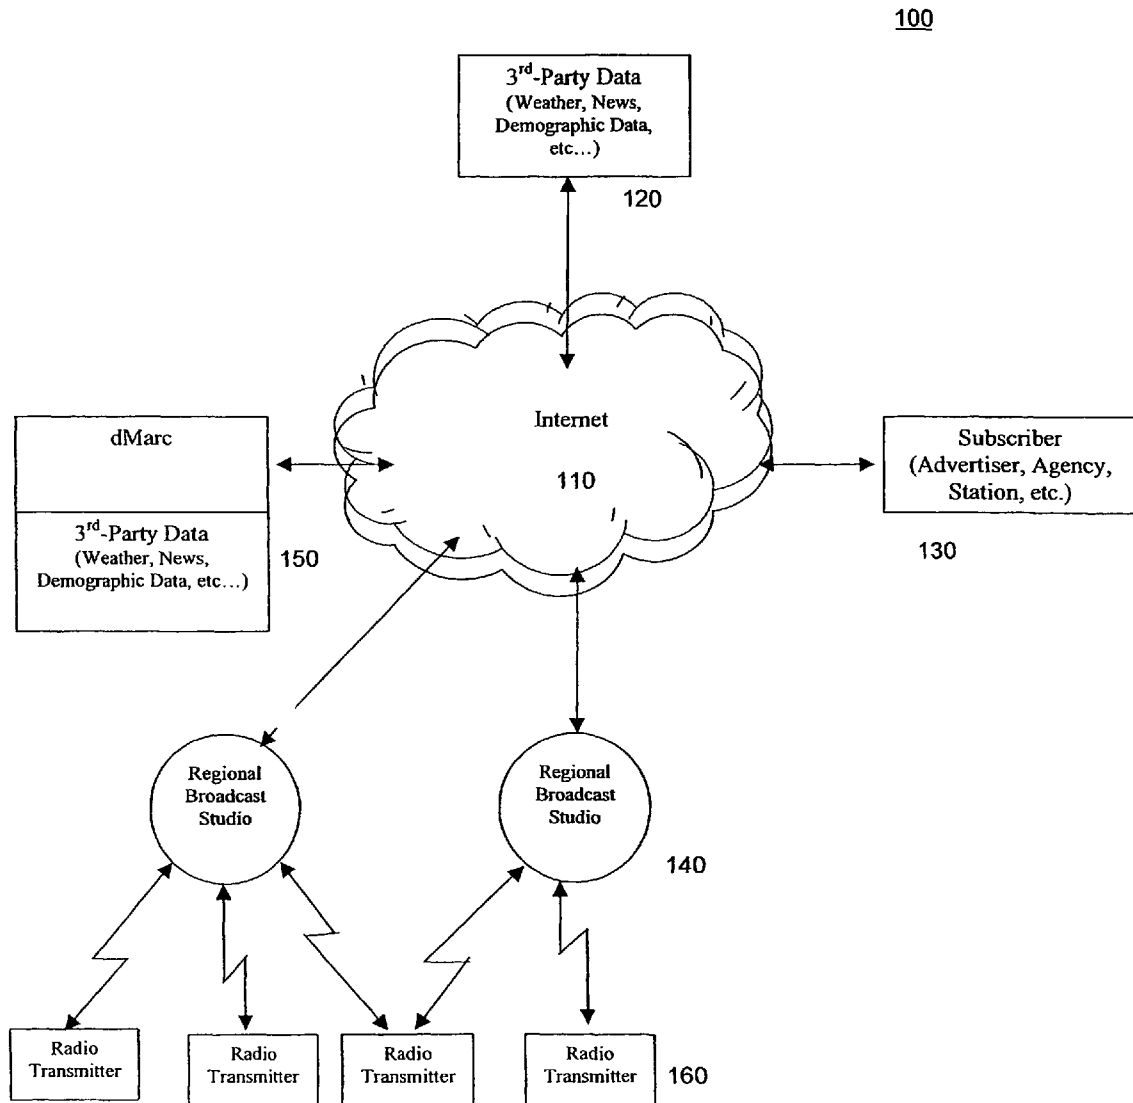 100
3rd-Party Data
(Weather, News,
Demographic Data,
etc...)
120
Internet
110
dMarc
3rd-Party Data
(Weather, News,
Demographic Data, etc...)
150
Subscriber
(Advertiser, Agency,
Station, etc.)
130
Regional
Broadcast
Studio
Regional
Broadcast
Studio
140
Radio
Transmitter
Radio
Transmitter
Radio
Transmitter
Radio
Transmitter
160